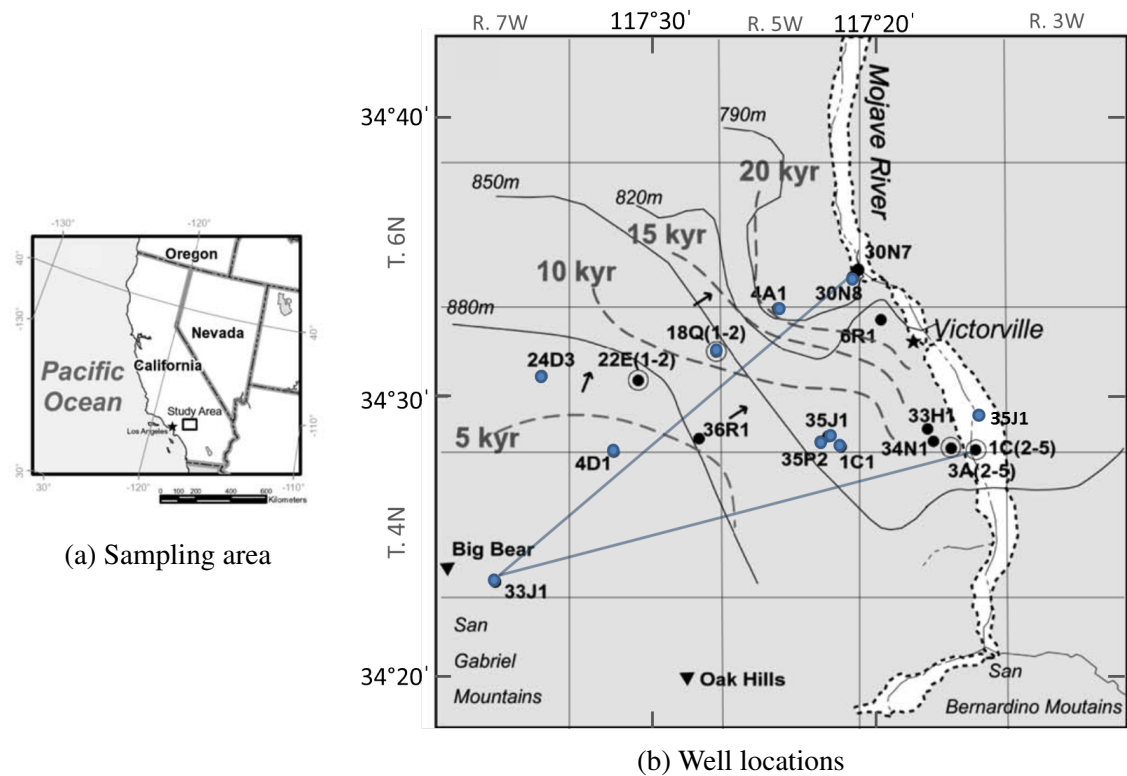 R. 7W
117°30'
R. 5W
117°20'
R. 3W
34°40'
790m
Mojave River
20 kyr
850m
820m
T. 6N
15 kyr
30N7
10 kyr
4A1
30N8
880m
18Q(1-2)
6R1
Victorville
24D3
22E(1-2)
34°30'
33H1
35J1
35J1
36R1
5 kyr
34N1
1C(2-5)
4D1
35P2
1C1
3A(2-5)
T. 4N
Big Bear
33J1
San
Gabriel
Mountains
34°20'
Oak Hills
San
Bernardino Moutains
-130°
-120°
40°
Oregon
-130°
Nevada
40°
California
Pacific
Ocean
Study Area
Los Angeles
-110°
30°
30°
-120°
-110°
0 100 200 400 600
Kilometers
(a) Sampling area
(b) Well locations